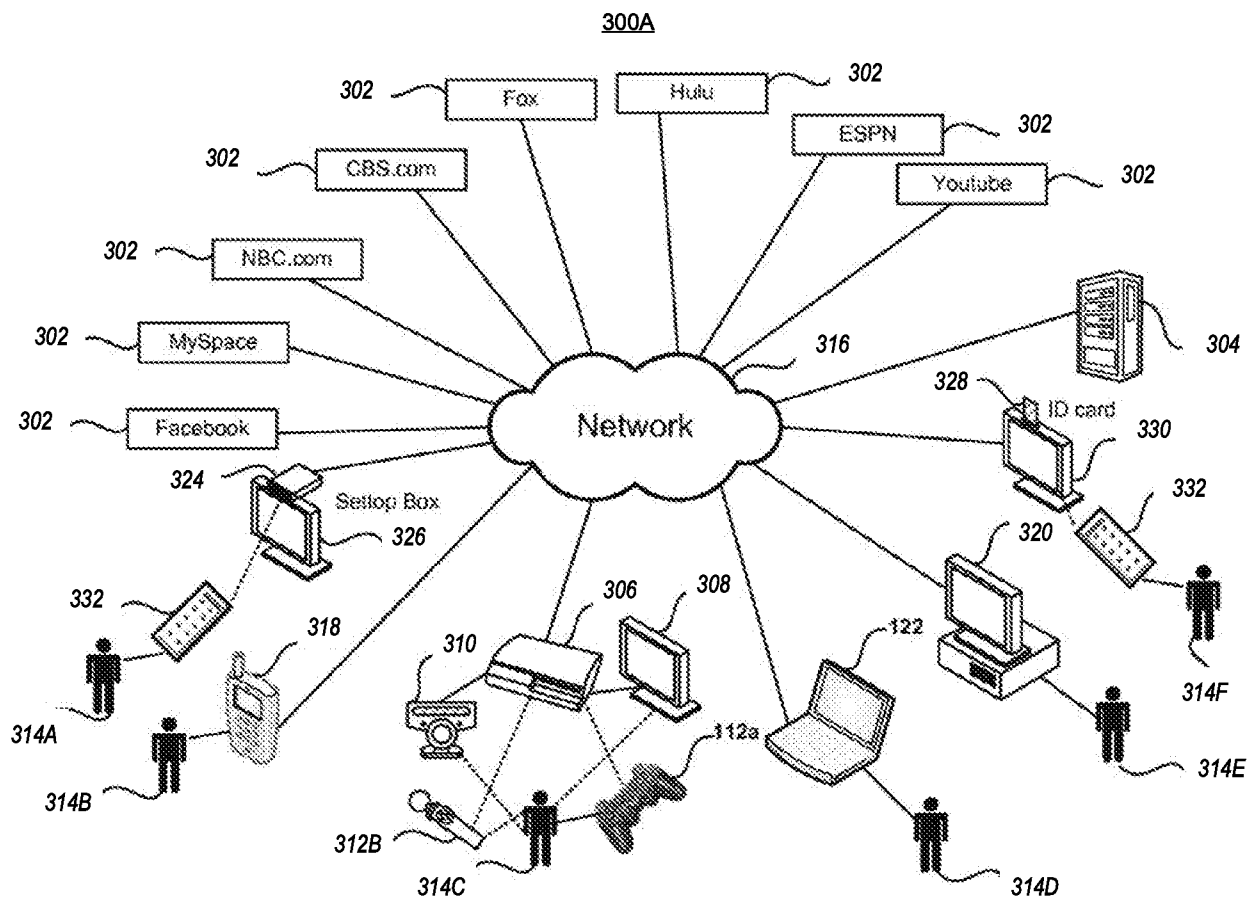 300A
302
Fox
Hulu
302
302
CBS.com
ESPN
302
Youtube
302
302
NBC.com
302
MySpace
316
304
328
ID card
302
Facebook
Network
330
324
Settop Box
332
326
320
332
318
306
308
310
122
314A
112a
314F
314B
312B
314E
314C
314D